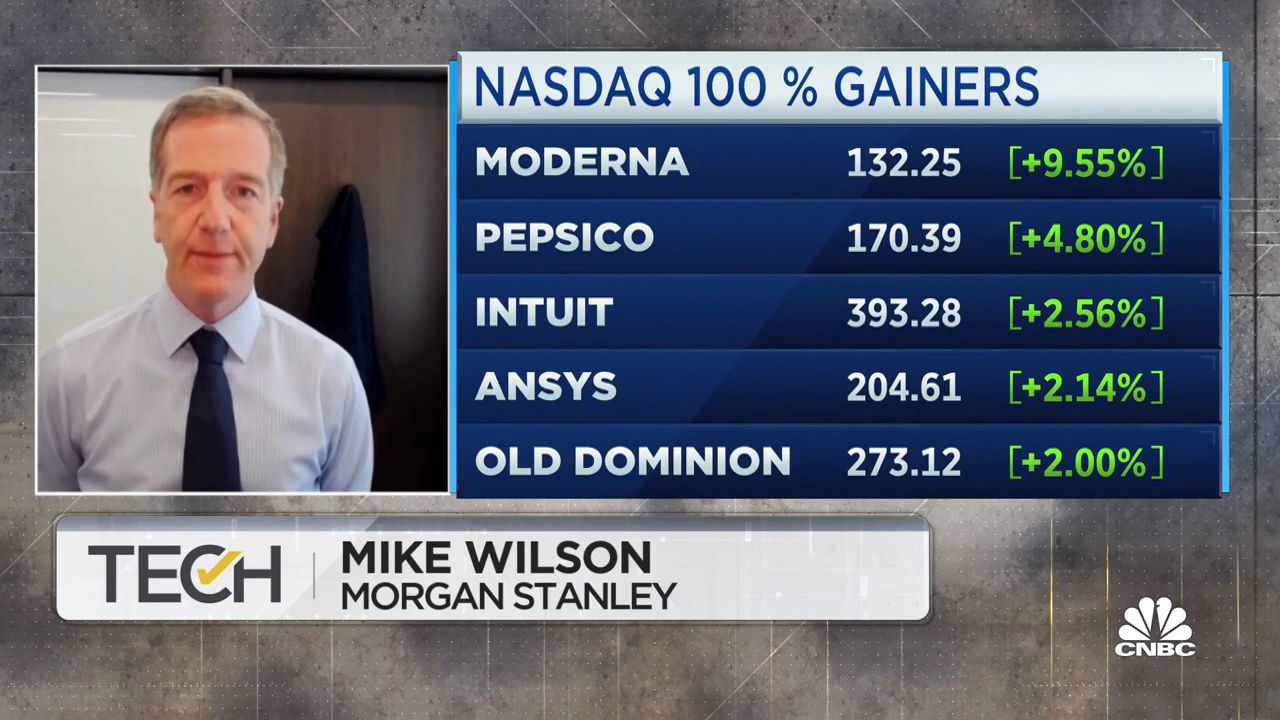 NASDAQ 100 % GAINERS
MODERNA 132.25 [+9.55%]
PEPSICO 170.39 [+4.80%]
INTUIT 393.28 [+2.56%]
ANSYS 204.61 [+2.14%]
OLD DOMINION 273.12 [+2.00%]
TECH
MIKE WILSON
MORGAN STANLEY
CNBC